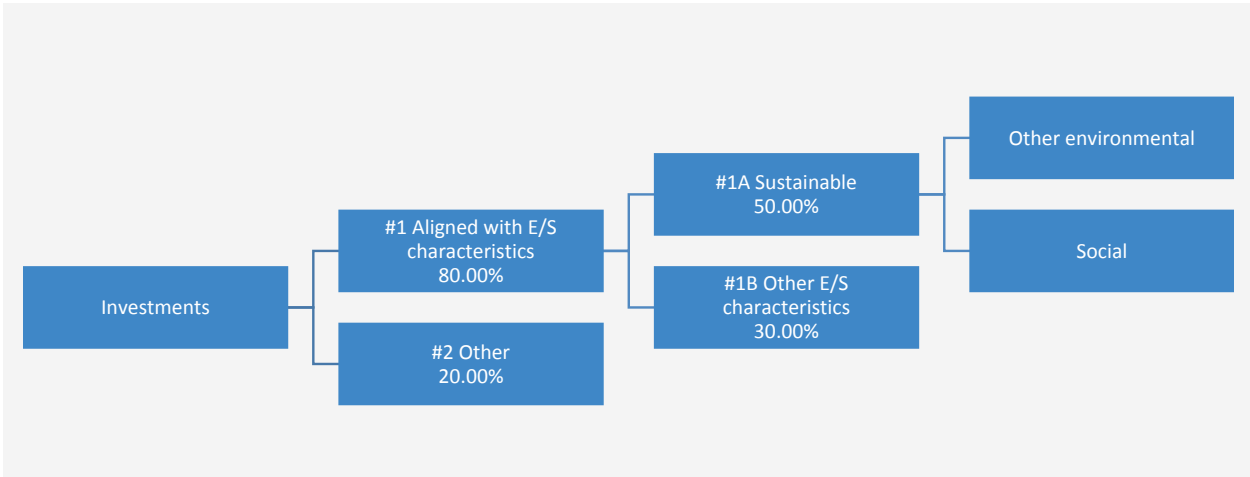 Investments
#1 Aligned with E/S
characteristics
80.00%
#2 Other
20.00%
#1A Sustainable
50.00%
#1B Other E/S
characteristics
30.00%
Other environmental
Social